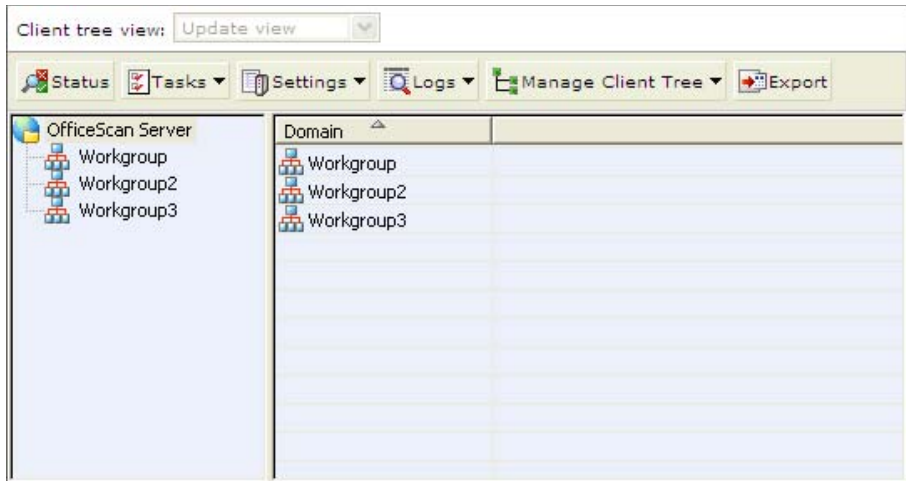 Client tree view: Update view
Status Tasks Settings Logs Manage Client Tree Export
OfficeScan Server
Workgroup
Workgroup2
Workgroup3
Domain
Workgroup
Workgroup2
Workgroup3